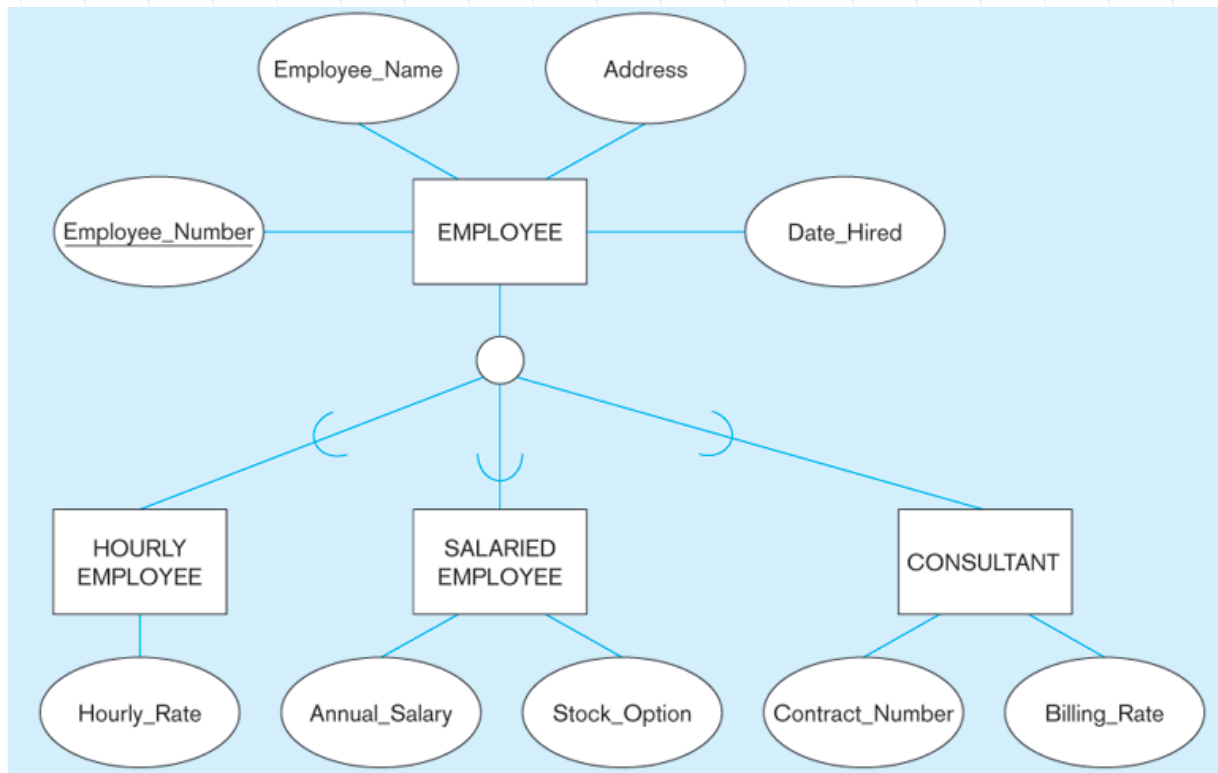 Employee_Name
Address
Employee_Number
EMPLOYEE
Date_Hired
HOURLY
EMPLOYEE
SALARIED
EMPLOYEE
CONSULTANT
Hourly_Rate
Annual_Salary
Stock_Option
Contract_Number
Billing_Rate